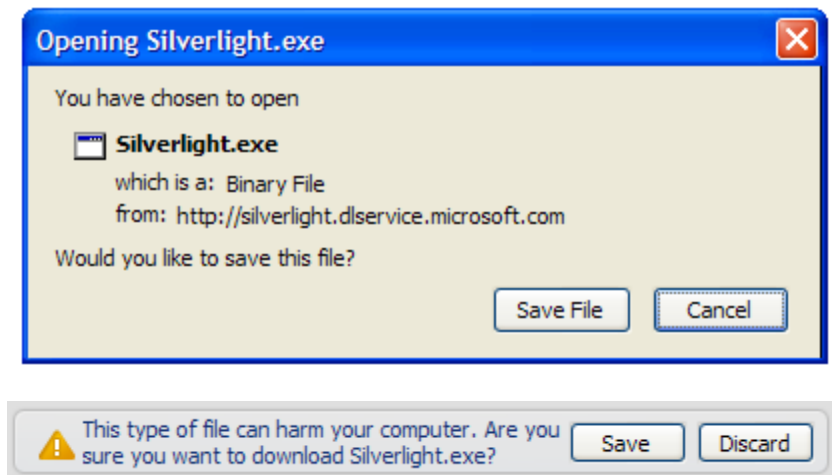 Opening Silverlight.exe
You have chosen to open
Silverlight.exe
which is a: Binary File
from: http://silverlight.dlservice.microsoft.com
Would you like to save this file?
Save File Cancel
This type of file can harm your computer. Are you
sure you want to download Silverlight.exe?
Save Discard